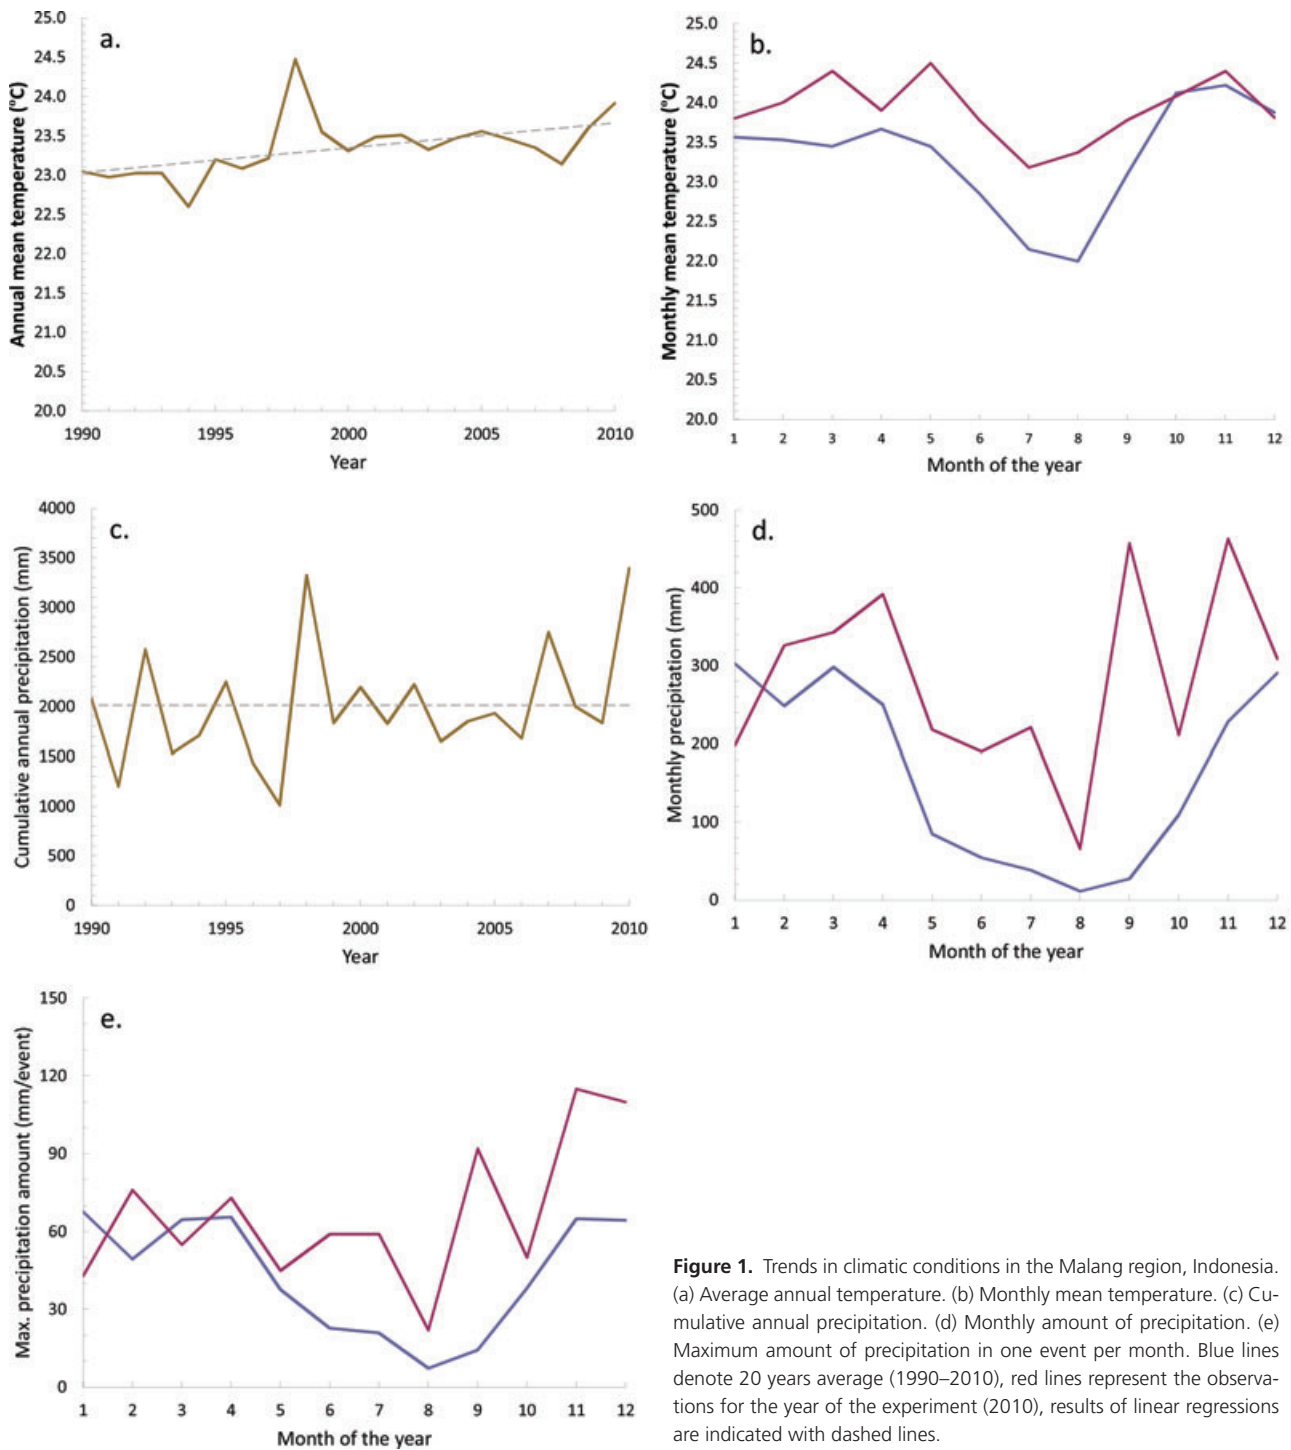 a.
Annual mean temperature (°C)
25.0
24.5
24.0
23.5
23.0
22.5
22.0
21.5
21.0
20.5
20.0
1990 1995 2000 2005 2010
Year
b.
Monthly mean temperature (°C)
25.0
24.5
24.0
23.5
23.0
22.5
22.0
21.5
21.0
20.5
20.0
1 2 3 4 5 6 7 8 9 10 11 12
Month of the year
c.
Cumulative annual precipitation (mm)
4000
3500
3000
2500
2000
1500
1000
500
0
1990 1995 2000 2005 2010
Year
d.
Monthly precipitation (mm)
500
400
300
200
100
0
1 2 3 4 5 6 7 8 9 10 11 12
Month of the year
e.
Max. precipitation amount (mm/event)
150
120
90
60
30
0
1 2 3 4 5 6 7 8 9 10 11 12
Month of the year
Figure 1. Trends in climatic conditions in the Malang region, Indonesia.
(a) Average annual temperature. (b) Monthly mean temperature. (c) Cu-
mulative annual precipitation. (d) Monthly amount of precipitation. (e)
Maximum amount of precipitation in one event per month. Blue lines
denote 20 years average (1990–2010), red lines represent the observa-
tions for the year of the experiment (2010), results of linear regressions
are indicated with dashed lines.